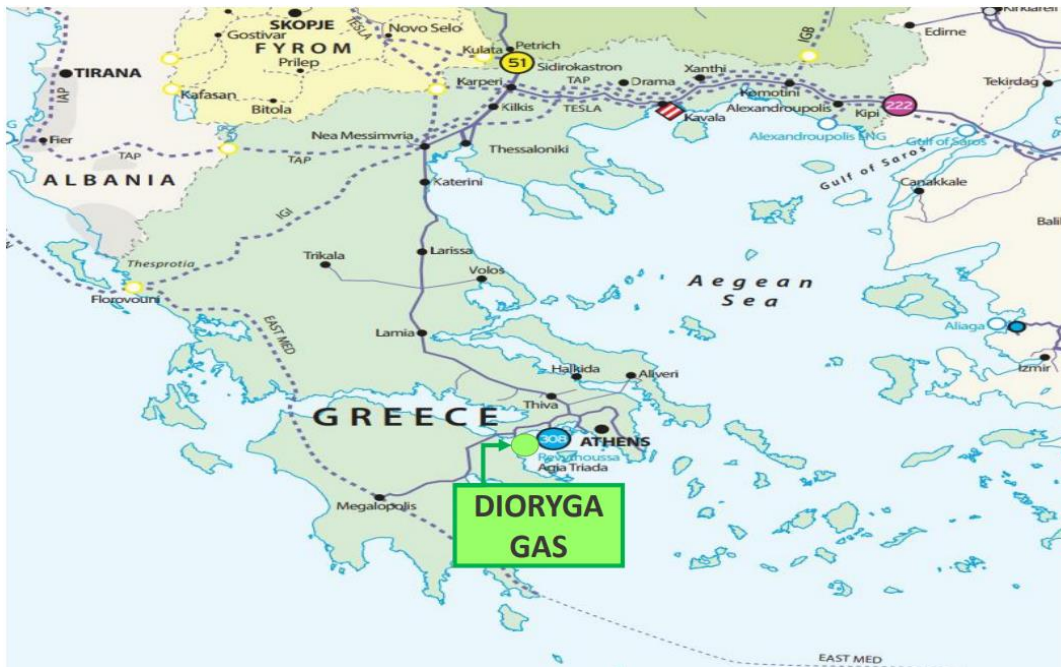 SKOPJE
Gostivar
Novo Selo
TESLA
FYROM
Prilep
Kulata
Petrich
51
Sidirokastron
IGB
Edirne
TIRANA
IAP
Kafasan
Bitola
Karperi
TAP
Drama
Xanthi
Komotini
Tekirdag
Kilkis
TESLA
Kavala
Alexandroupolis
Kipi
222
Fier
Nea Messimvria
Alexandroupolis LNG
Gulf of Saros
TAP
TAP
Thessaloniki
Gulf of Saros
ALBANIA
Katerini
Canakkale
IGI
Bali
Trikala
Larissa
Thesprotia
Volos
Aegean
Sea
Florovouni
EAST MED
Lamia
Aliaga
Halkida
Aliveri
Izmir
Thiva
GREECE
308
ATHENS
Revythoussa
Agia Triada
Megalopolis
DIORYGA
GAS
EAST MED